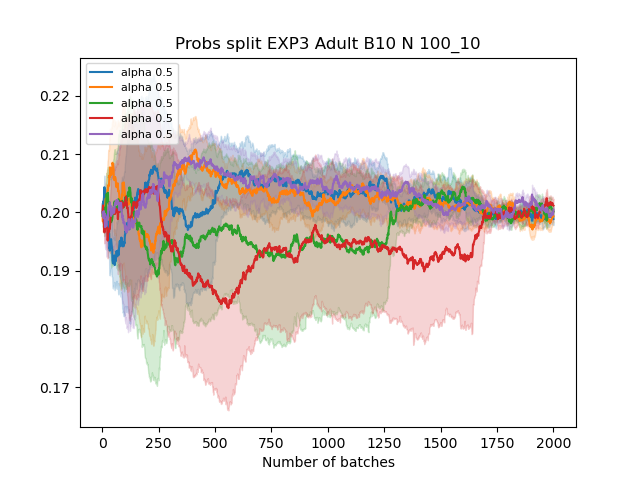 Probs split EXP3 Adult B10 N 100_10
alpha 0.5
alpha 0.5
alpha 0.5
alpha 0.5
alpha 0.5
0.22
0.21
0.20
0.19
0.18
0.17
0 250 500 750 1000 1250 1500 1750 2000
Number of batches